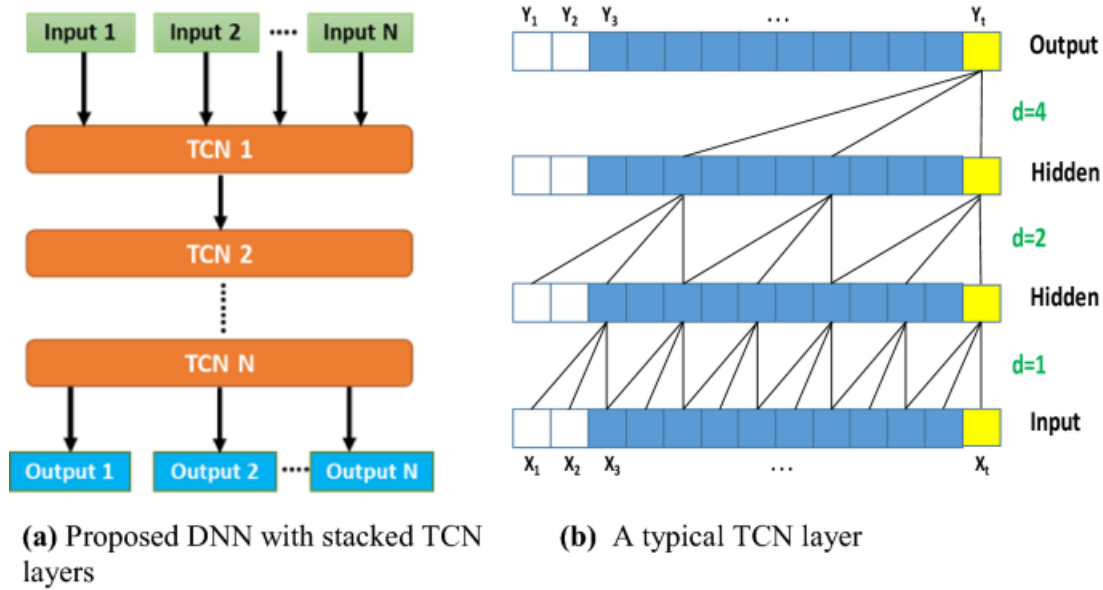 Input 1 Input 2 .... Input N
TCN 1
TCN 2
TCN N
Output 1 Output 2 .... Output N
(a) Proposed DNN with stacked TCN
layers
Y1 Y2 Y3 ... Yt
Output
d=4
Hidden
d=2
Hidden
d=1
Input
X1 X2 X3 ... Xt
(b) A typical TCN layer